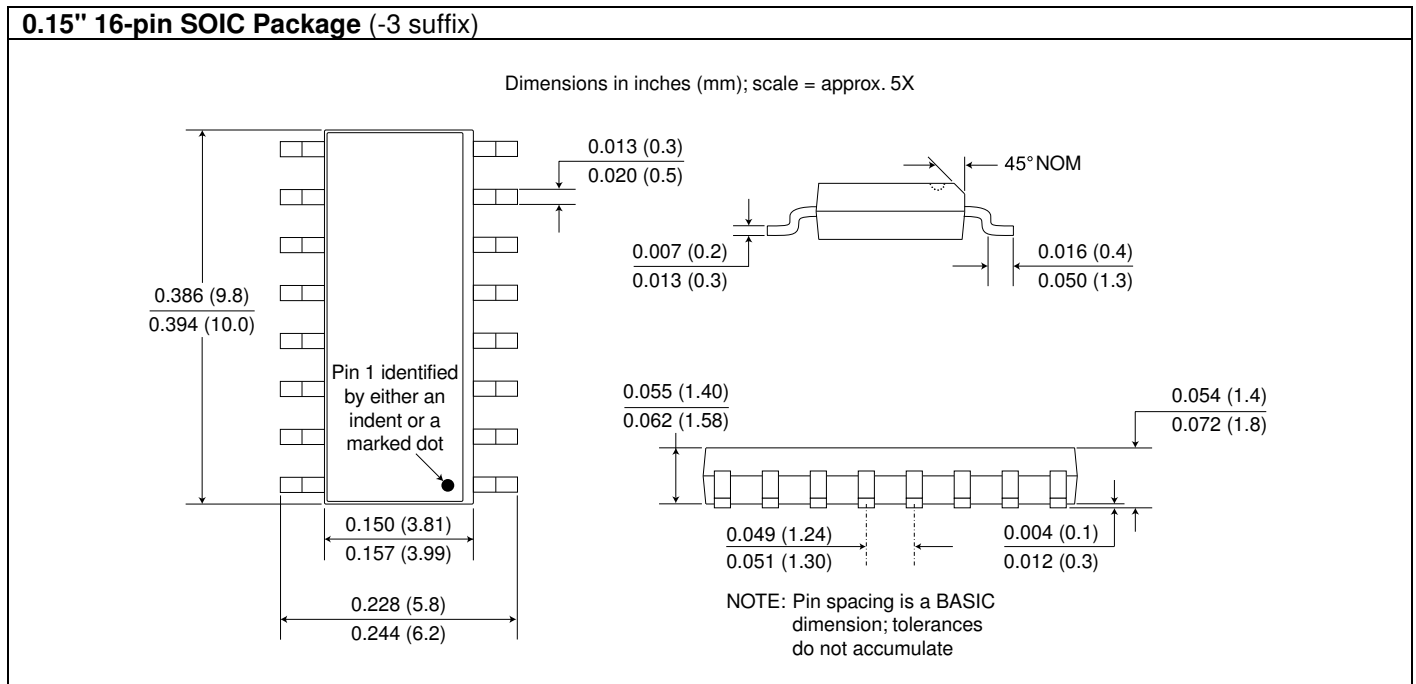 0.15" 16-pin SOIC Package (-3 suffix)
Dimensions in inches (mm); scale = approx. 5X
0.013 (0.3)
0.020 (0.5)
45° NOM
0.007 (0.2)
0.013 (0.3)
0.016 (0.4)
0.050 (1.3)
0.386 (9.8)
0.394 (10.0)
Pin 1 identified
by either an
indent or a
marked dot
0.055 (1.40)
0.062 (1.58)
0.054 (1.4)
0.072 (1.8)
0.150 (3.81)
0.157 (3.99)
0.049 (1.24)
0.051 (1.30)
0.004 (0.1)
0.012 (0.3)
0.228 (5.8)
0.244 (6.2)
NOTE: Pin spacing is a BASIC
dimension; tolerances
do not accumulate